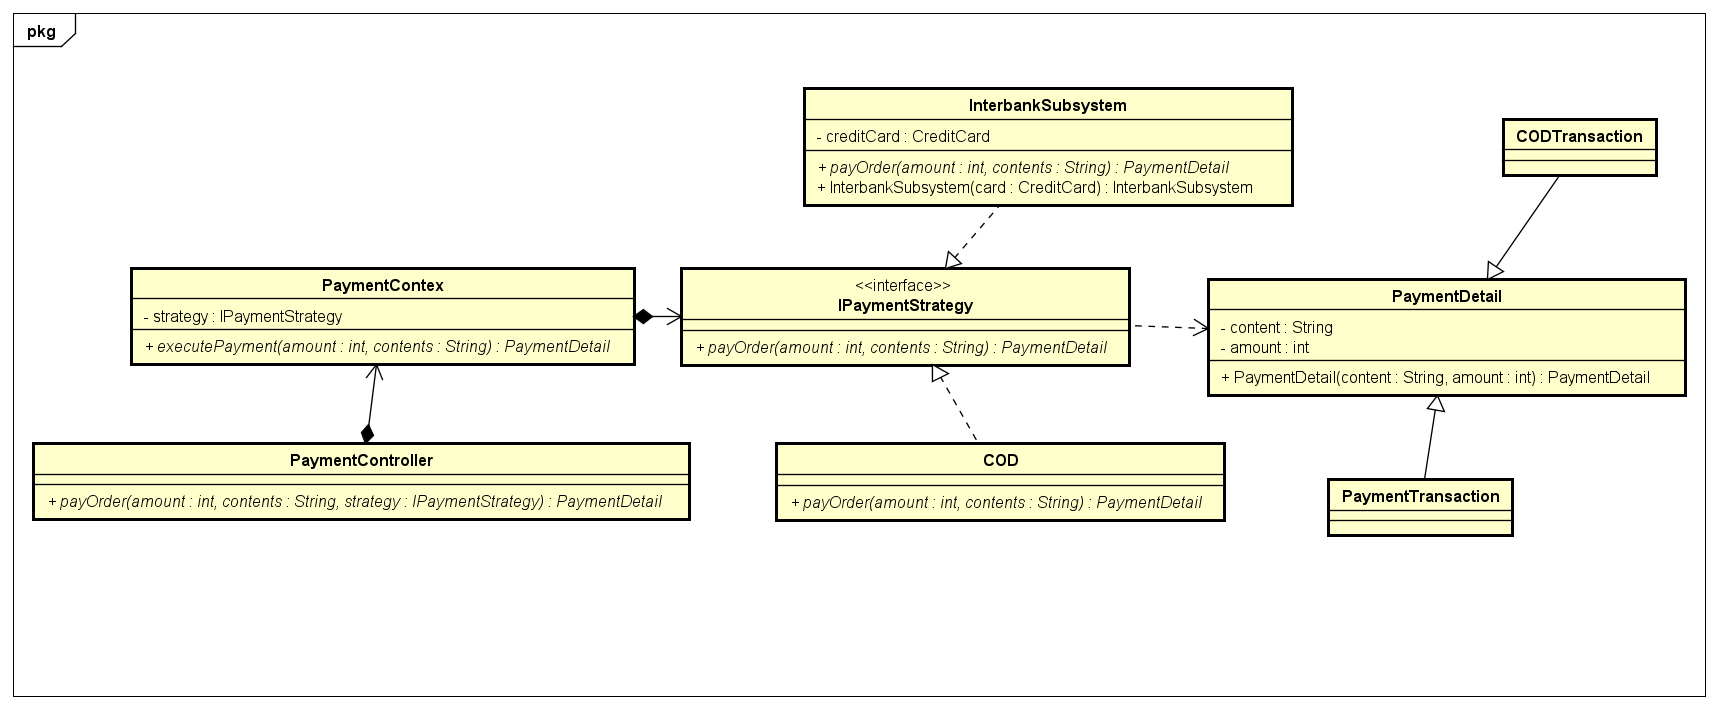 pkg
InterbankSubsystem
- creditCard : CreditCard
+ payOrder(amount : int, contents : String) : PaymentDetail
+ InterbankSubsystem(card : CreditCard) : InterbankSubsystem
CODTransaction
PaymentContex
- strategy : IPaymentStrategy
+ executePayment(amount : int, contents : String) : PaymentDetail
<<interface>>
IPaymentStrategy
+ payOrder(amount : int, contents : String) : PaymentDetail
PaymentDetail
- content : String
- amount : int
+ PaymentDetail(content : String, amount : int) : PaymentDetail
PaymentController
+ payOrder(amount : int, contents : String, strategy : IPaymentStrategy) : PaymentDetail
COD
+ payOrder(amount : int, contents : String) : PaymentDetail
PaymentTransaction